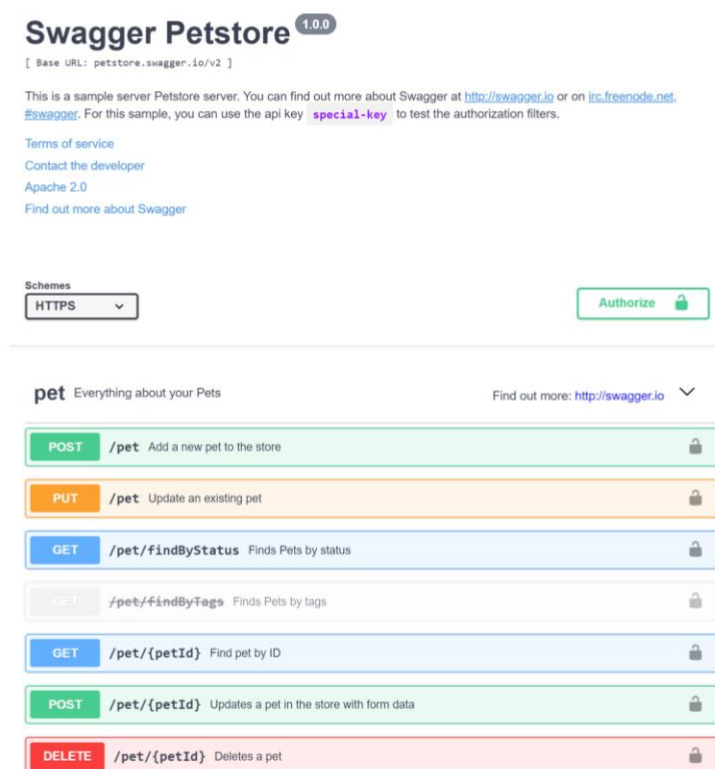 Swagger Petstore 1.0.0
[ Base URL: petstore.swagger.io/v2 ]
This is a sample server Petstore server. You can find out more about Swagger at http://swagger.io or on irc.freenode.net,
#swagger. For this sample, you can use the api key special-key to test the authorization filters.
Terms of service
Contact the developer
Apache 2.0
Find out more about Swagger
Schemes
HTTPS
Authorize
pet Everything about your Pets Find out more: http://swagger.io
POST /pet Add a new pet to the store
PUT /pet Update an existing pet
GET /pet/findByStatus Finds Pets by status
GET /pet/findByTags Finds Pets by tags
GET /pet/{petId} Find pet by ID
POST /pet/{petId} Updates a pet in the store with form data
DELETE /pet/{petId} Deletes a pet